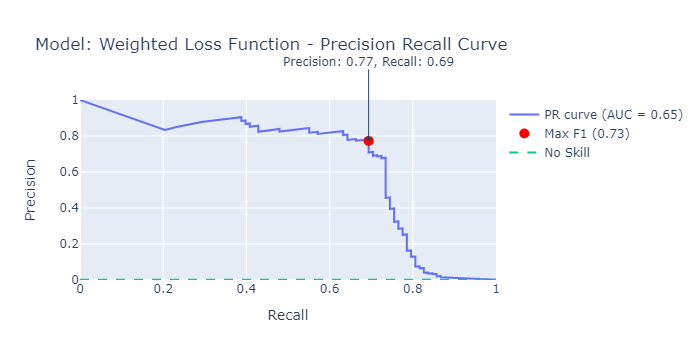 Model: Weighted Loss Function - Precision Recall Curve
Precision: 0.77, Recall: 0.69
1
0.8
0.6
0.4
0.2
0
Precision
0
0.2
0.4
0.6
0.8
1
Recall
PR curve (AUC = 0.65)
Max F1 (0.73)
No Skill